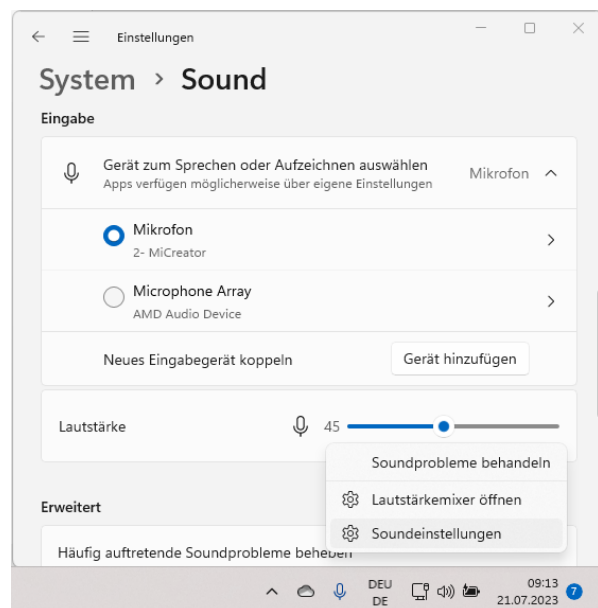 Einstellungen
System > Sound
Eingabe
Gerät zum Sprechen oder Aufzeichnen auswählen
Apps verfügen möglicherweise über eigene Einstellungen
Mikrofon
Mikrofon
2- MiCreator
Microphone Array
AMD Audio Device
Neues Eingabegerät koppeln
Gerät hinzufügen
Lautstärke
45
Soundprobleme behandeln
Lautstärkemixer öffnen
Soundeinstellungen
Erweitert
Häufig auftretende Soundprobleme beheben
DEU
DE
09:13
21.07.2023
7